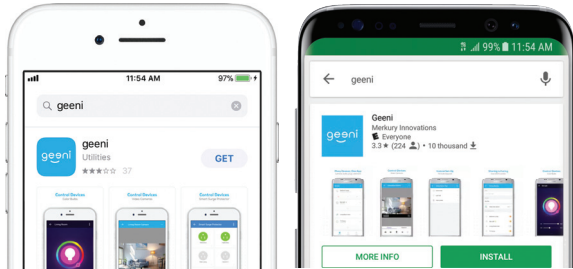 11:54 AM
97%
geeni
geeni
geeni
Utilities
37
GET
Control Devices
Control Devices
Control Devices
99% 11:54 AM
geeni
geeni
Geeni
Merkury Innovations
Everyone
3.3 ★ (224) • 10 thousand
MORE INFO
INSTALL